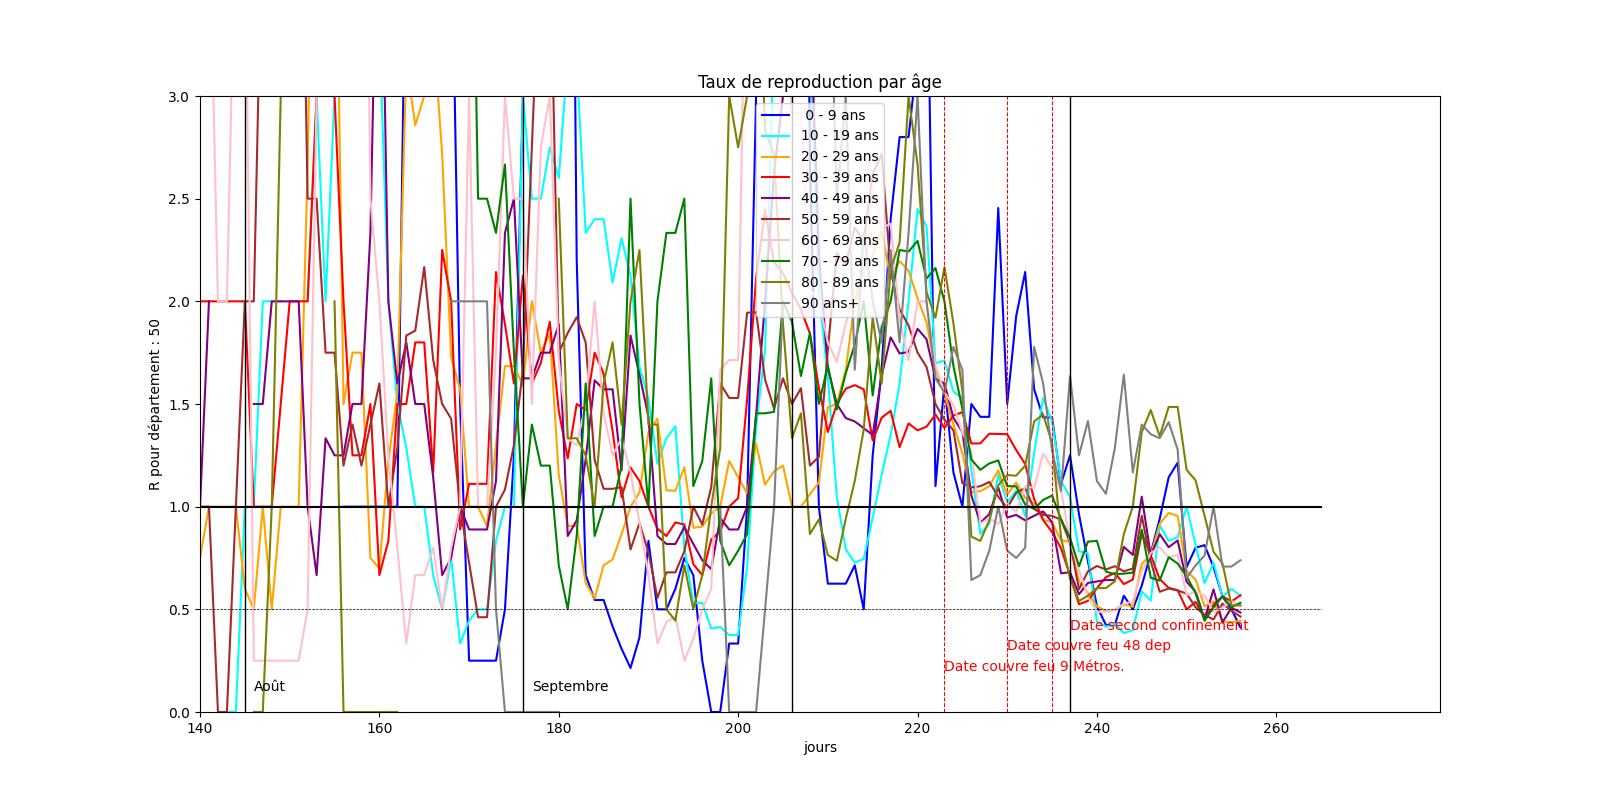 Taux de reproduction par âge
3.0
2.5
2.0
1.5
1.0
0.5
0.0
R pour département : 50
0 - 9 ans
10 - 19 ans
20 - 29 ans
30 - 39 ans
40 - 49 ans
50 - 59 ans
60 - 69 ans
70 - 79 ans
80 - 89 ans
90 ans+
Date second confinement
Date couvre feu 48 dep
Date couvre feu 9 Métros.
Août
Septembre
140
160
180
200
220
240
260
jours